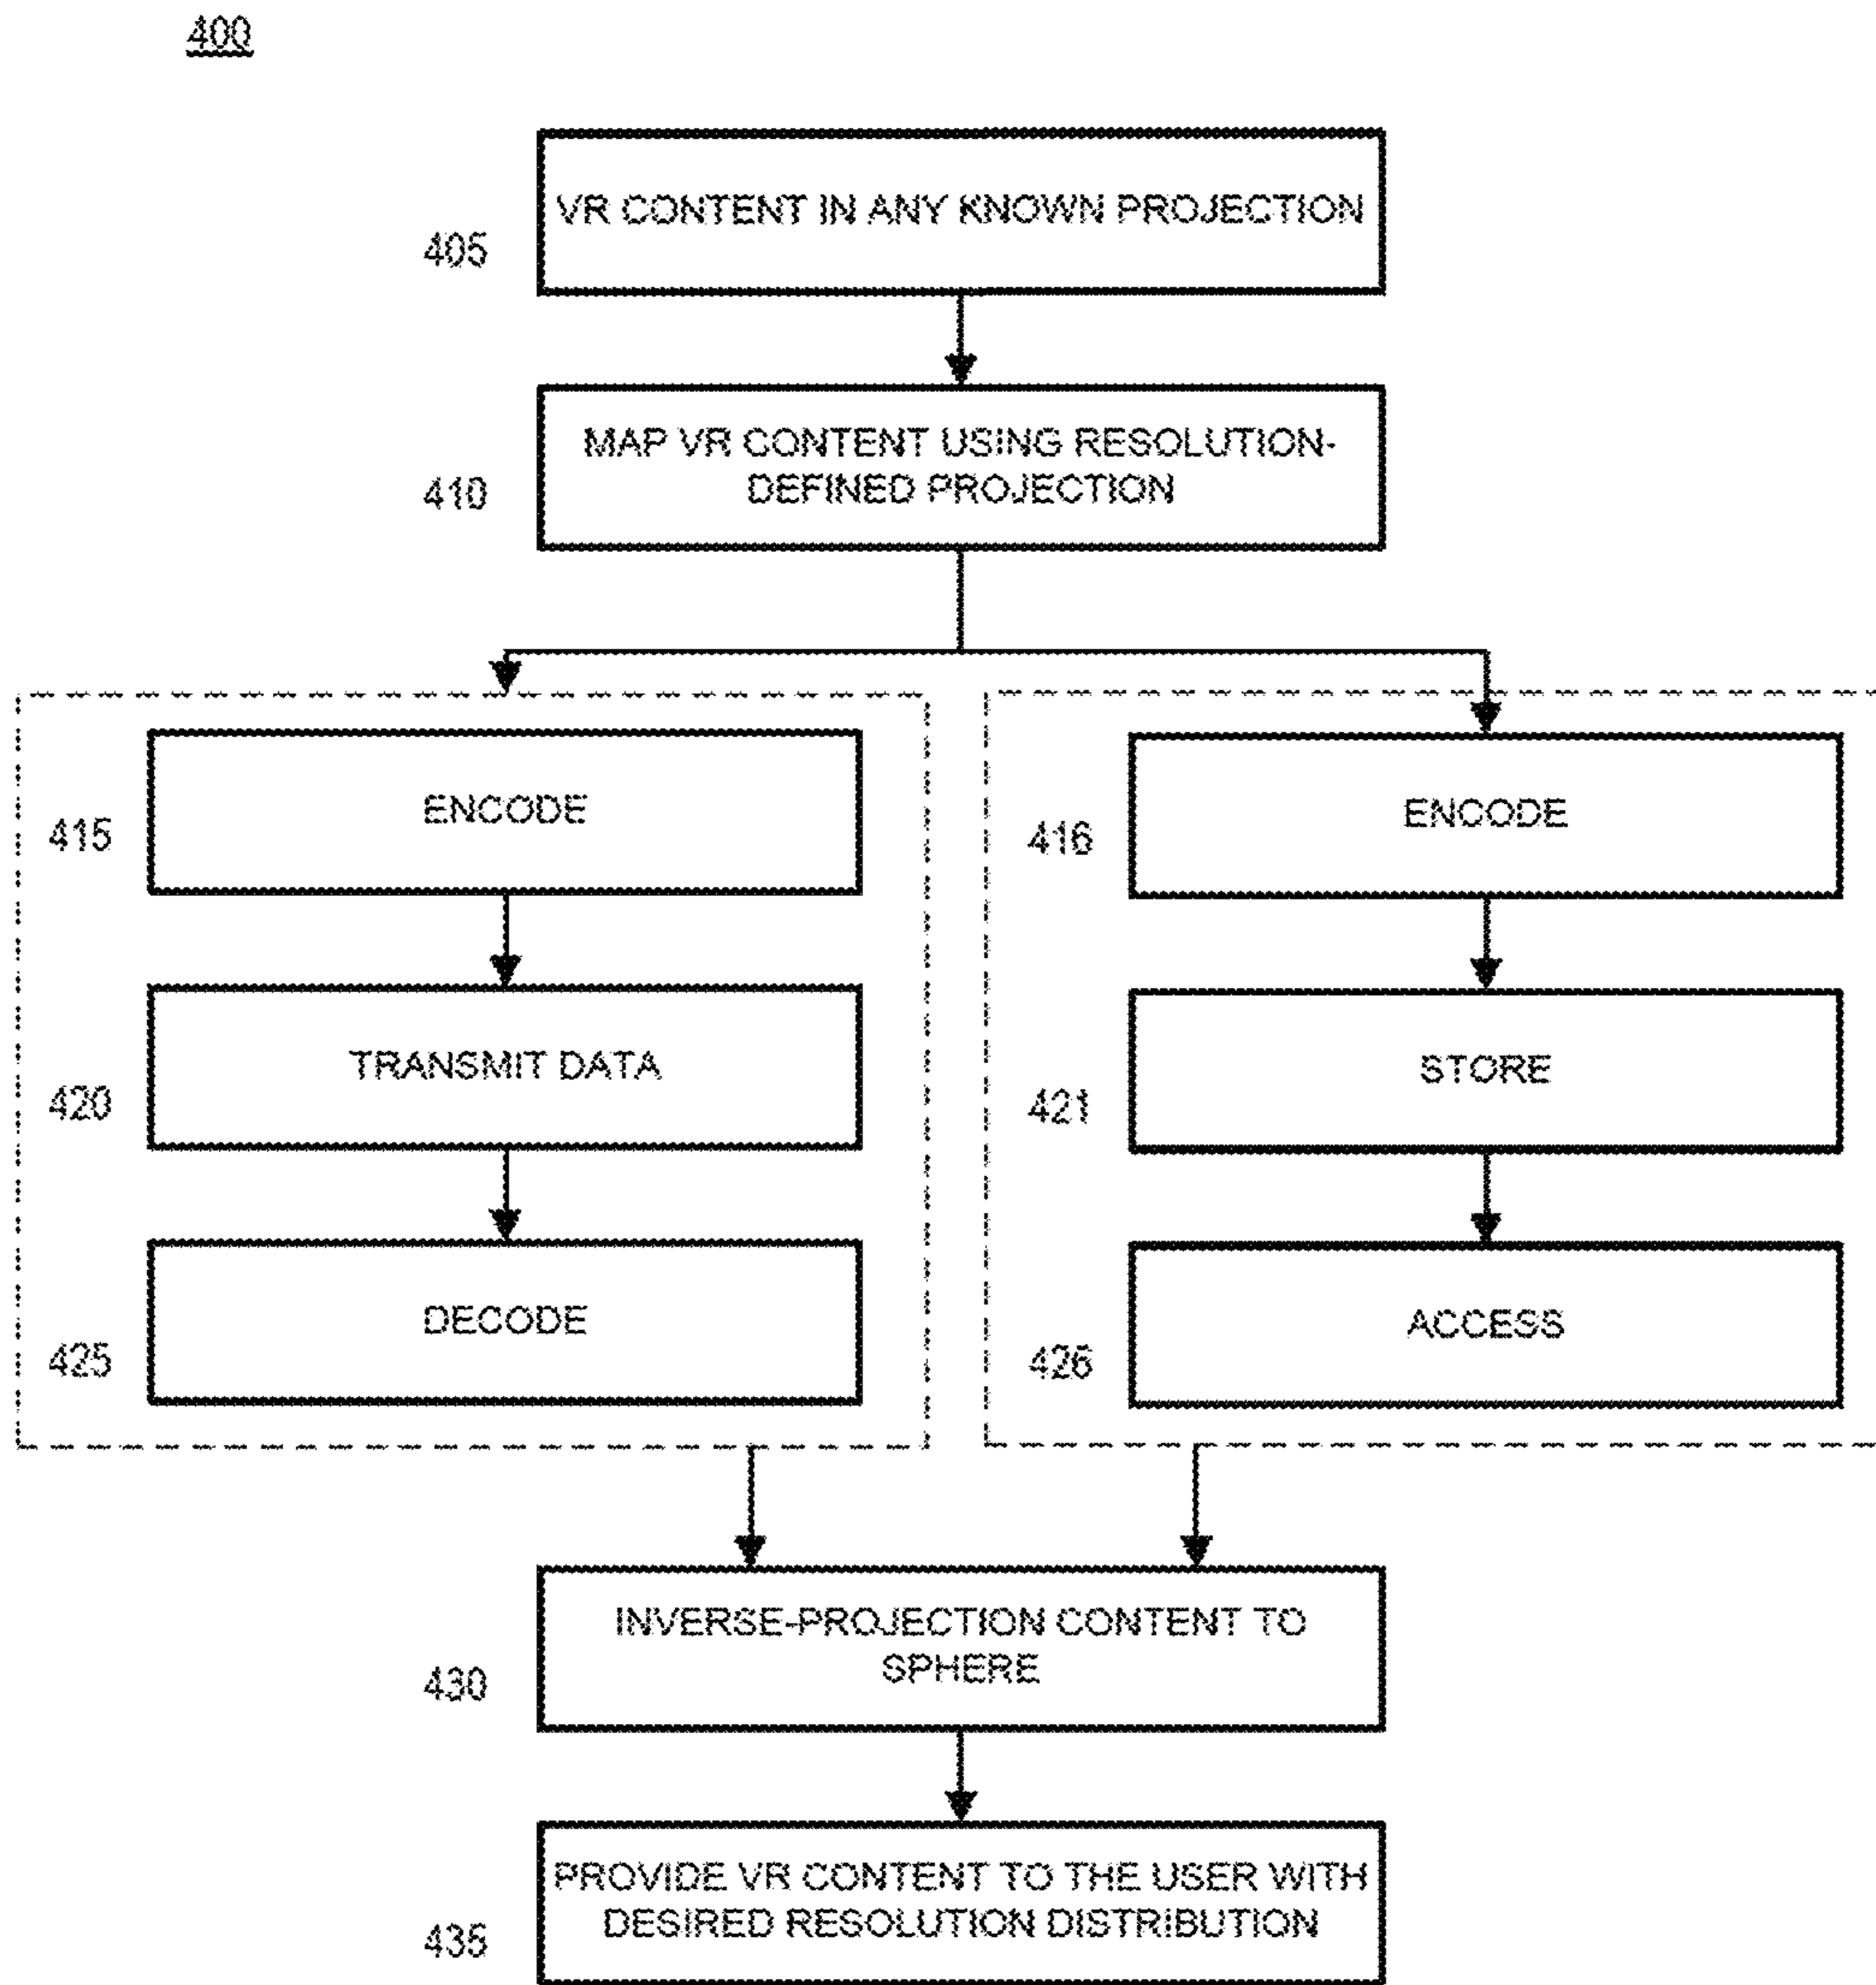 400
VR CONTENT IN ANY KNOWN PROJECTION
405
MAP VR CONTENT USING RESOLUTION-
DEFINED PROJECTION
410
ENCODE
415
TRANSMIT DATA
420
DECODE
425
ENCODE
416
STORE
421
ACCESS
426
INVERSE-PROJECTION CONTENT TO
SPHERE
430
PROVIDE VR CONTENT TO THE USER WITH
DESIRED RESOLUTION DISTRIBUTION
435